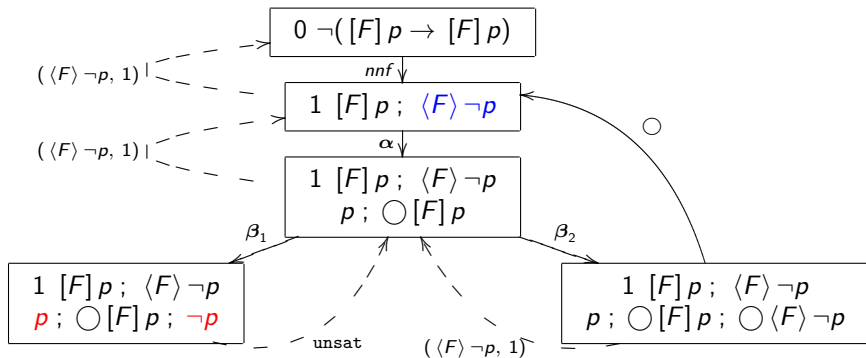 0 ¬([F] p → [F] p)
(⟨F⟩ ¬p, 1)
nnf
1 [F] p ; ⟨F⟩ ¬p
◯
(⟨F⟩ ¬p, 1)
α
1 [F] p ; ⟨F⟩ ¬p
p ; ◯ [F] p
β₁
β₂
1 [F] p ; ⟨F⟩ ¬p
p ; ◯ [F] p ; ¬p
1 [F] p ; ⟨F⟩ ¬p
p ; ◯ [F] p ; ◯ ⟨F⟩ ¬p
unsat
(⟨F⟩ ¬p, 1)